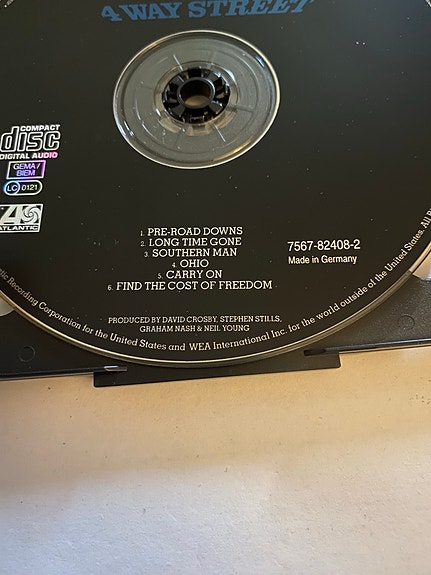 4 WAY STREET
COMPACT
disc
DIGITAL AUDIO
GEMA/
BIEM
LC 0121
ATLANTIC
1. PRE-ROAD DOWNS
2. LONG TIME GONE
3. SOUTHERN MAN
4. OHIO
5. CARRY ON
6. FIND THE COST OF FREEDOM
7567-82408-2
Made in Germany
PRODUCED BY DAVID CROSBY, STEPHEN STILLS,
GRAHAM NASH & NEIL YOUNG
Recording Corporation for the United States and WEA International Inc. for the world outside of the United States. All